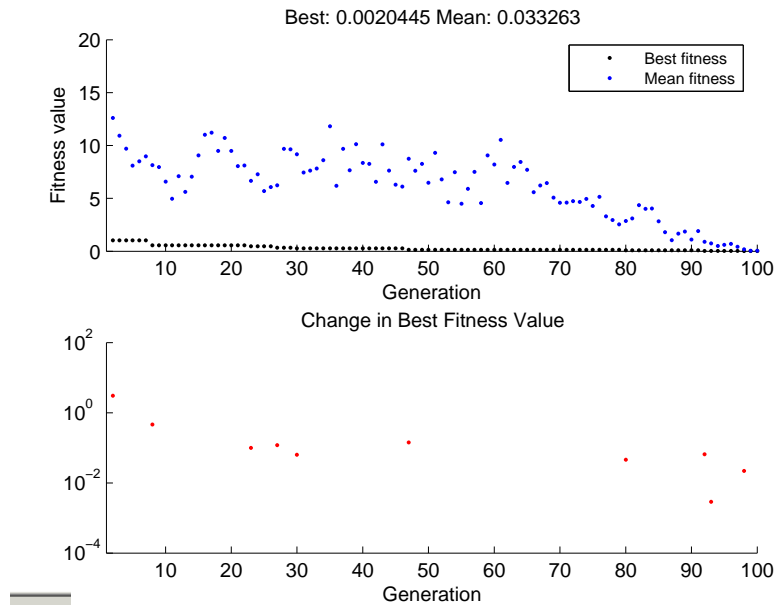 Best: 0.0020445 Mean: 0.033263
20
15
10
5
0
Fitness value
Best fitness
Mean fitness
10 20 30 40 50 60 70 80 90 100
Generation
Change in Best Fitness Value
10^2
10^0
10^-2
10^-4
10 20 30 40 50 60 70 80 90 100
Generation